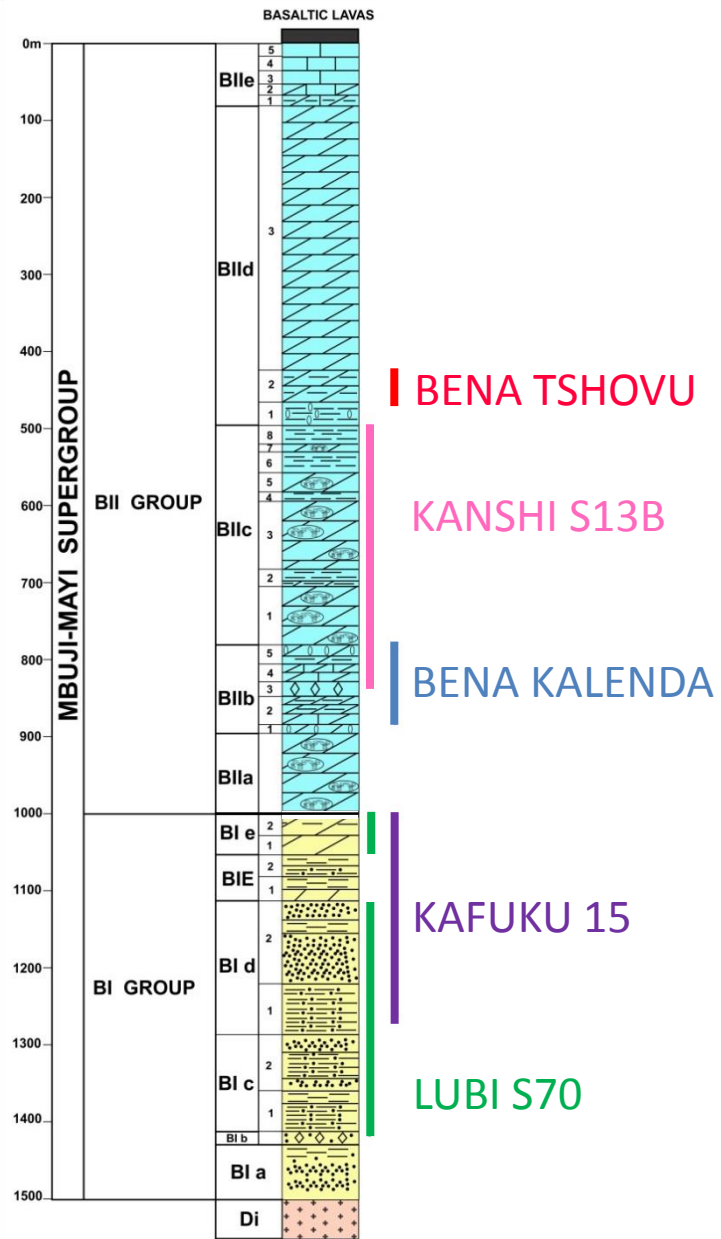 BASALTIC LAVAS
0m
5
4
BIIe
3
2
1
100
200
3
BIId
300
400
2
BENA TSHOVU
1
500
8
7
6
MBUJI-MAYI SUPERGROUP
BII GROUP
5
KANSHI S13B
4
600
BIIc
3
2
700
1
5
800
4
BENA KALENDA
3
BIIb
2
1
900
BIIa
1000
2
BI e
1
2
BIE
1
1100
KAFUKU 15
2
BI d
1200
BI GROUP
1
1300
2
BI c
LUBI S70
1
1400
BI b
BI a
1500
Di